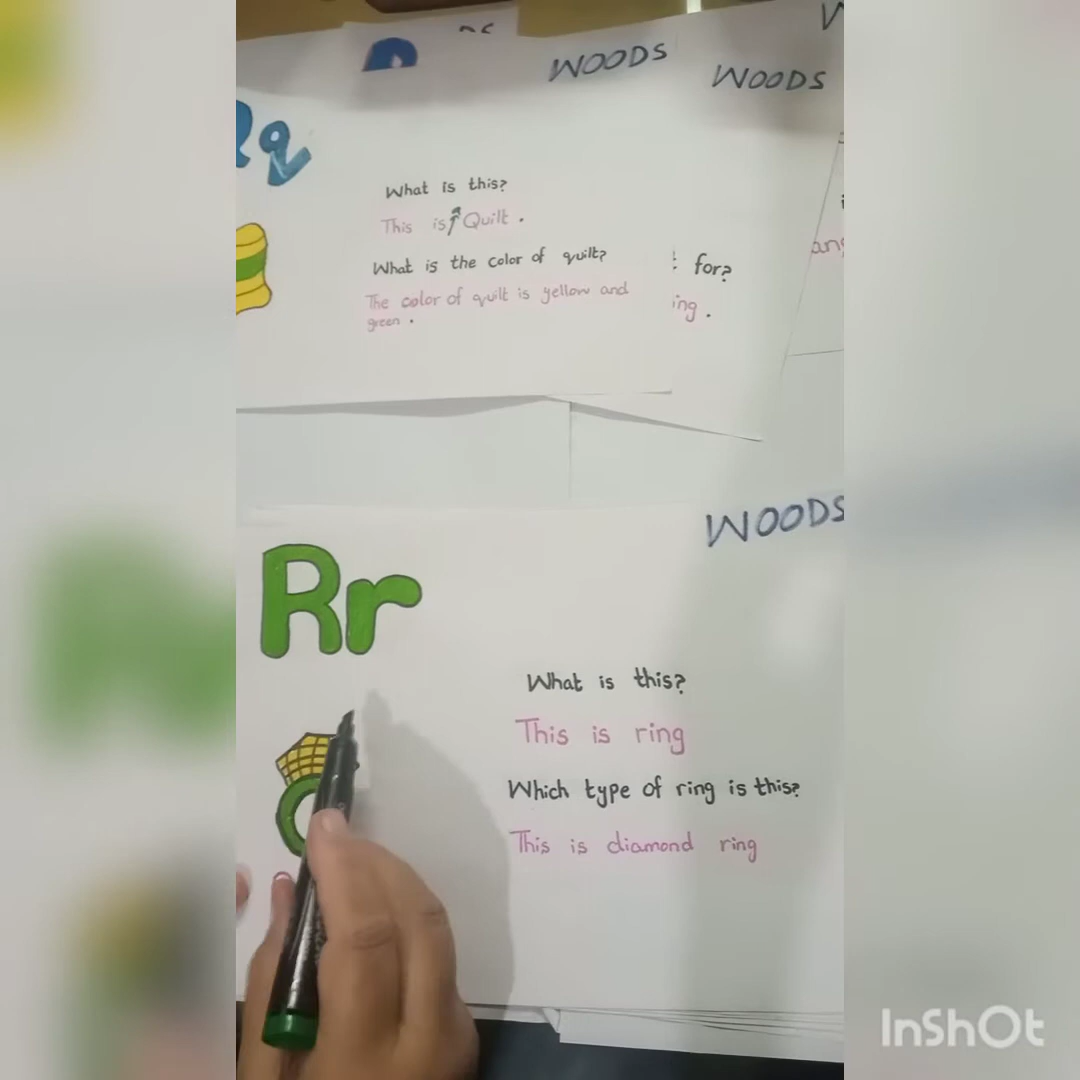 WOODS
WOODS
Qq
What is this?
This is a Quilt.
What is the color of quilt?
for?
The color of quilt is yellow and
green.
ing.
WOODS
Rr
What is this?
This is ring
Which type of ring is this?
This is diamond ring
InShOt